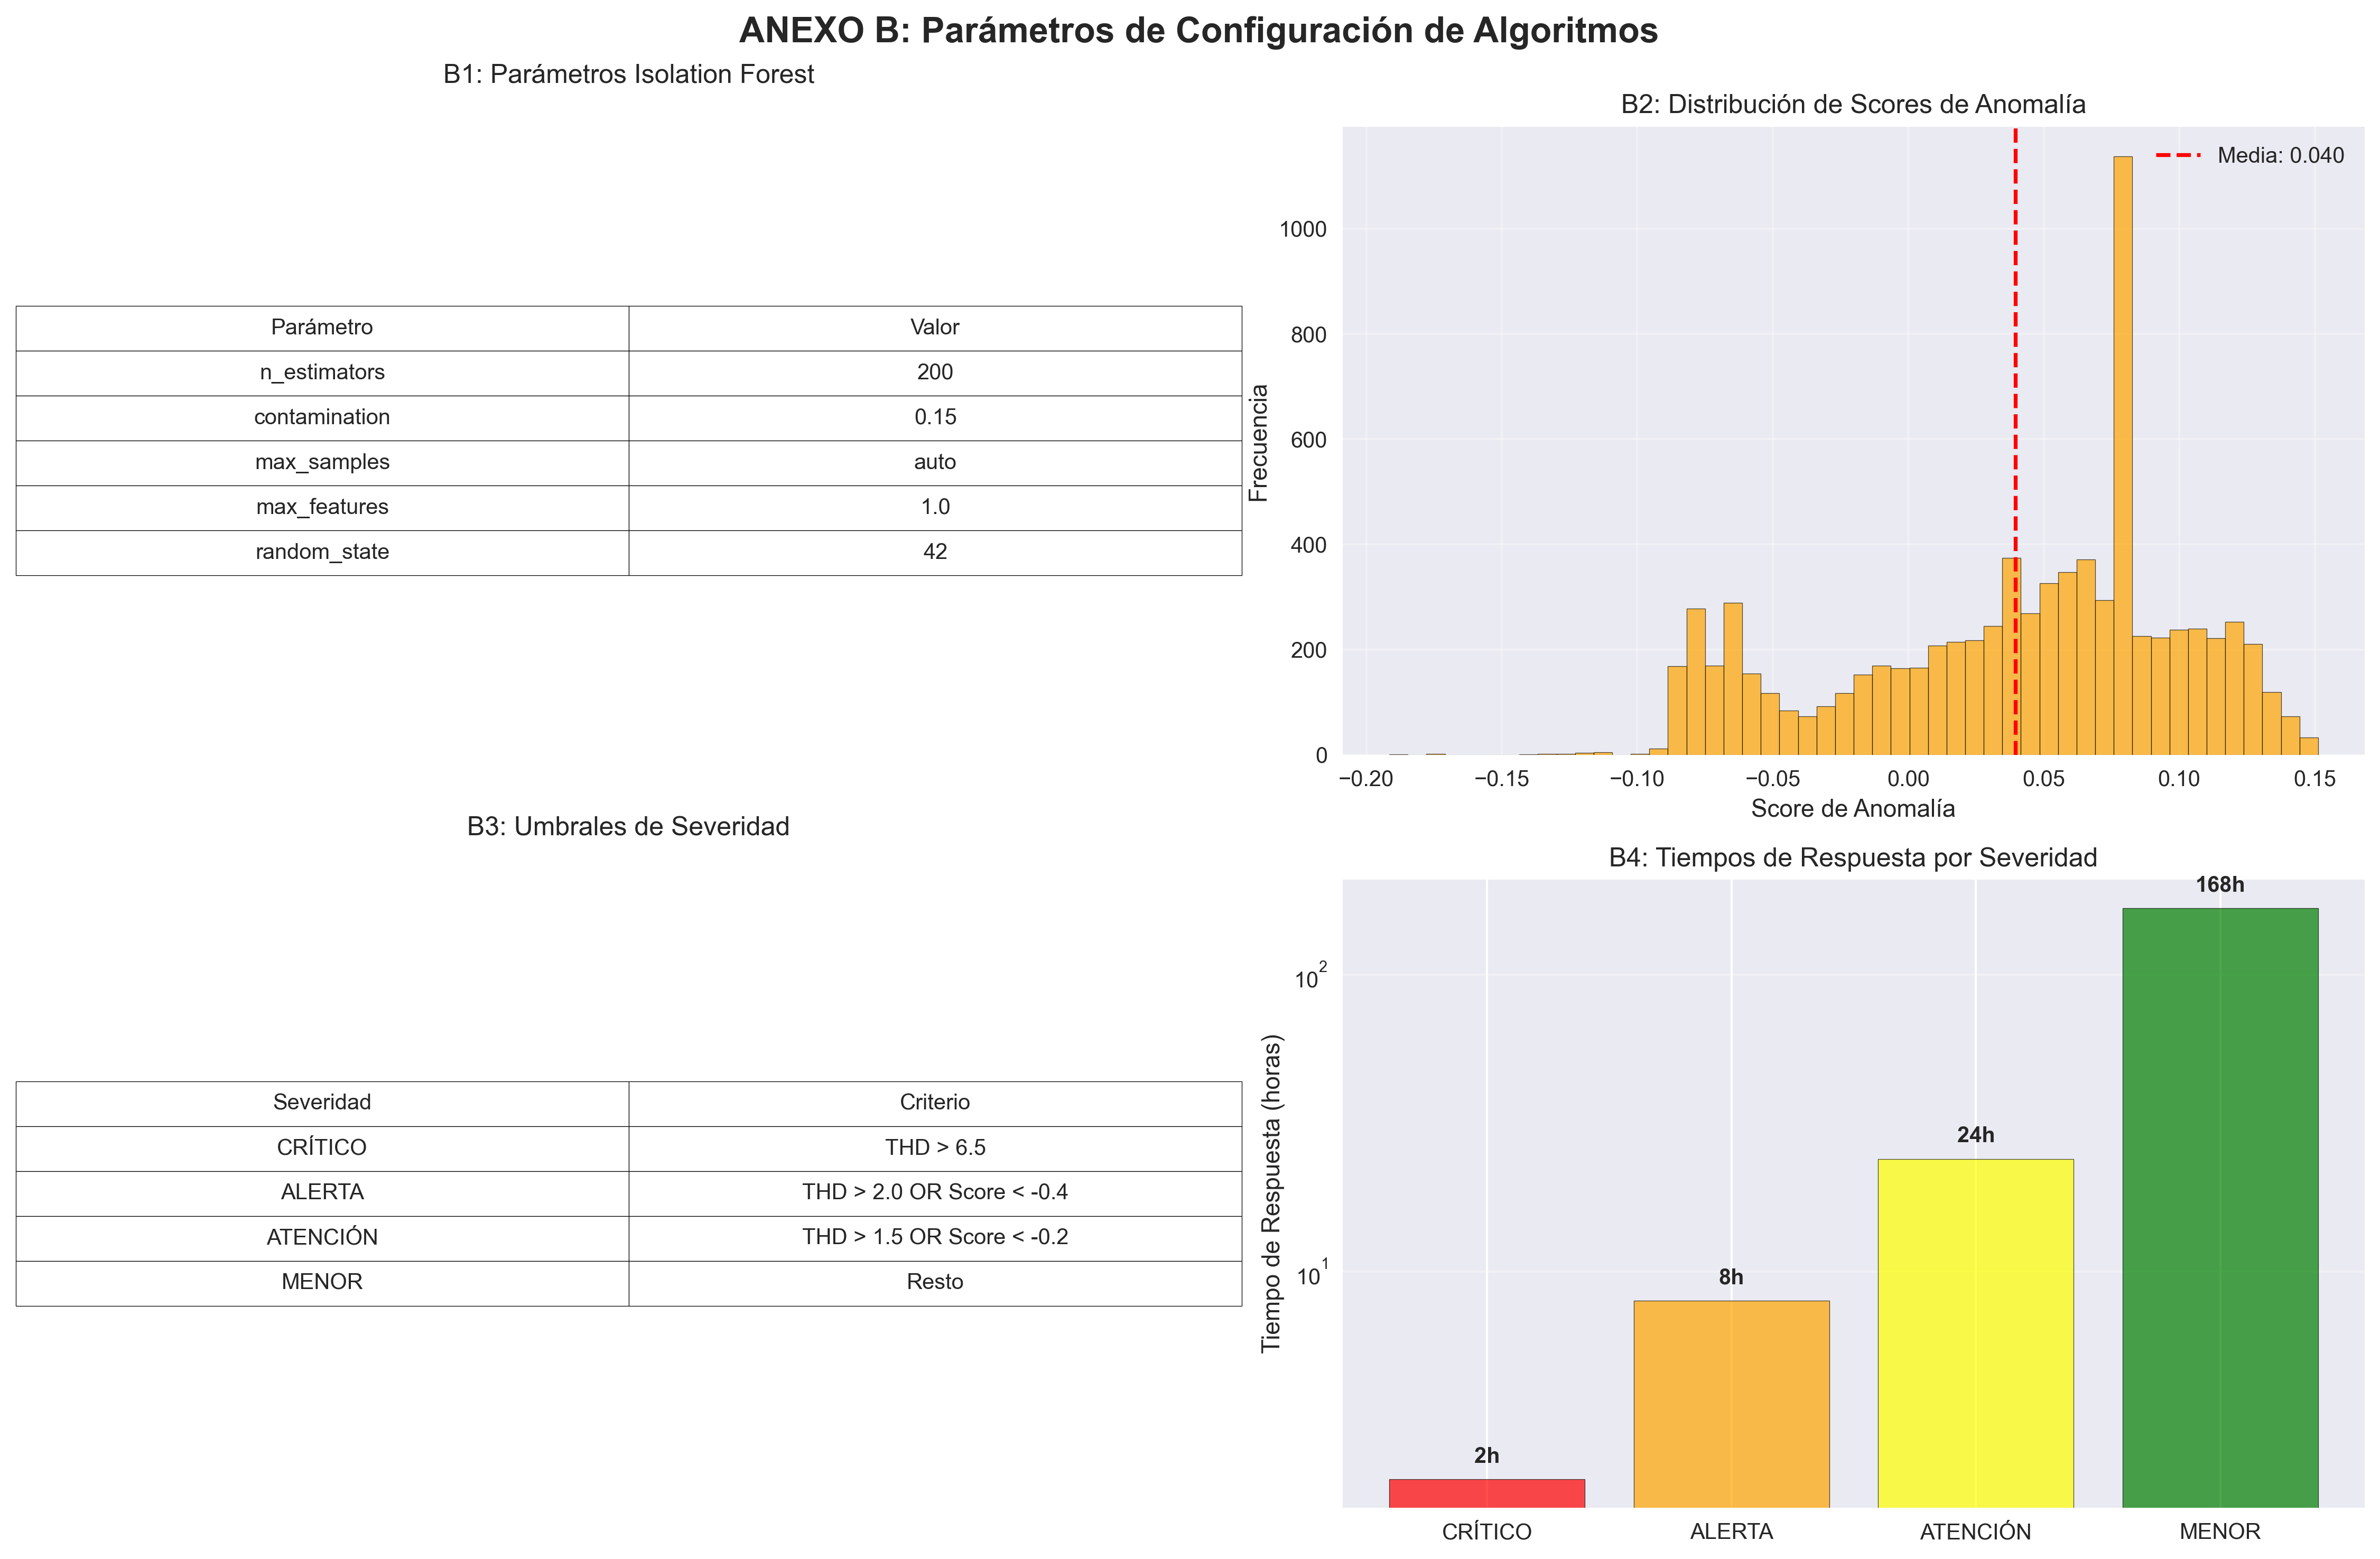 ANEXO B: Parámetros de Configuración de Algoritmos
B1: Parámetros Isolation Forest
Parámetro Valor
n_estimators 200
contamination 0.15
max_samples auto
max_features 1.0
random_state 42
B2: Distribución de Scores de Anomalía
Media: 0.040
Frecuencia
1000
800
600
400
200
0
−0.20 −0.15 −0.10 −0.05 0.00 0.05 0.10 0.15
Score de Anomalía
B3: Umbrales de Severidad
Severidad Criterio
CRÍTICO THD > 6.5
ALERTA THD > 2.0 OR Score < -0.4
ATENCIÓN THD > 1.5 OR Score < -0.2
MENOR Resto
B4: Tiempos de Respuesta por Severidad
Tiempo de Respuesta (horas)
10²
10¹
2h
8h
24h
168h
CRÍTICO ALERTA ATENCIÓN MENOR